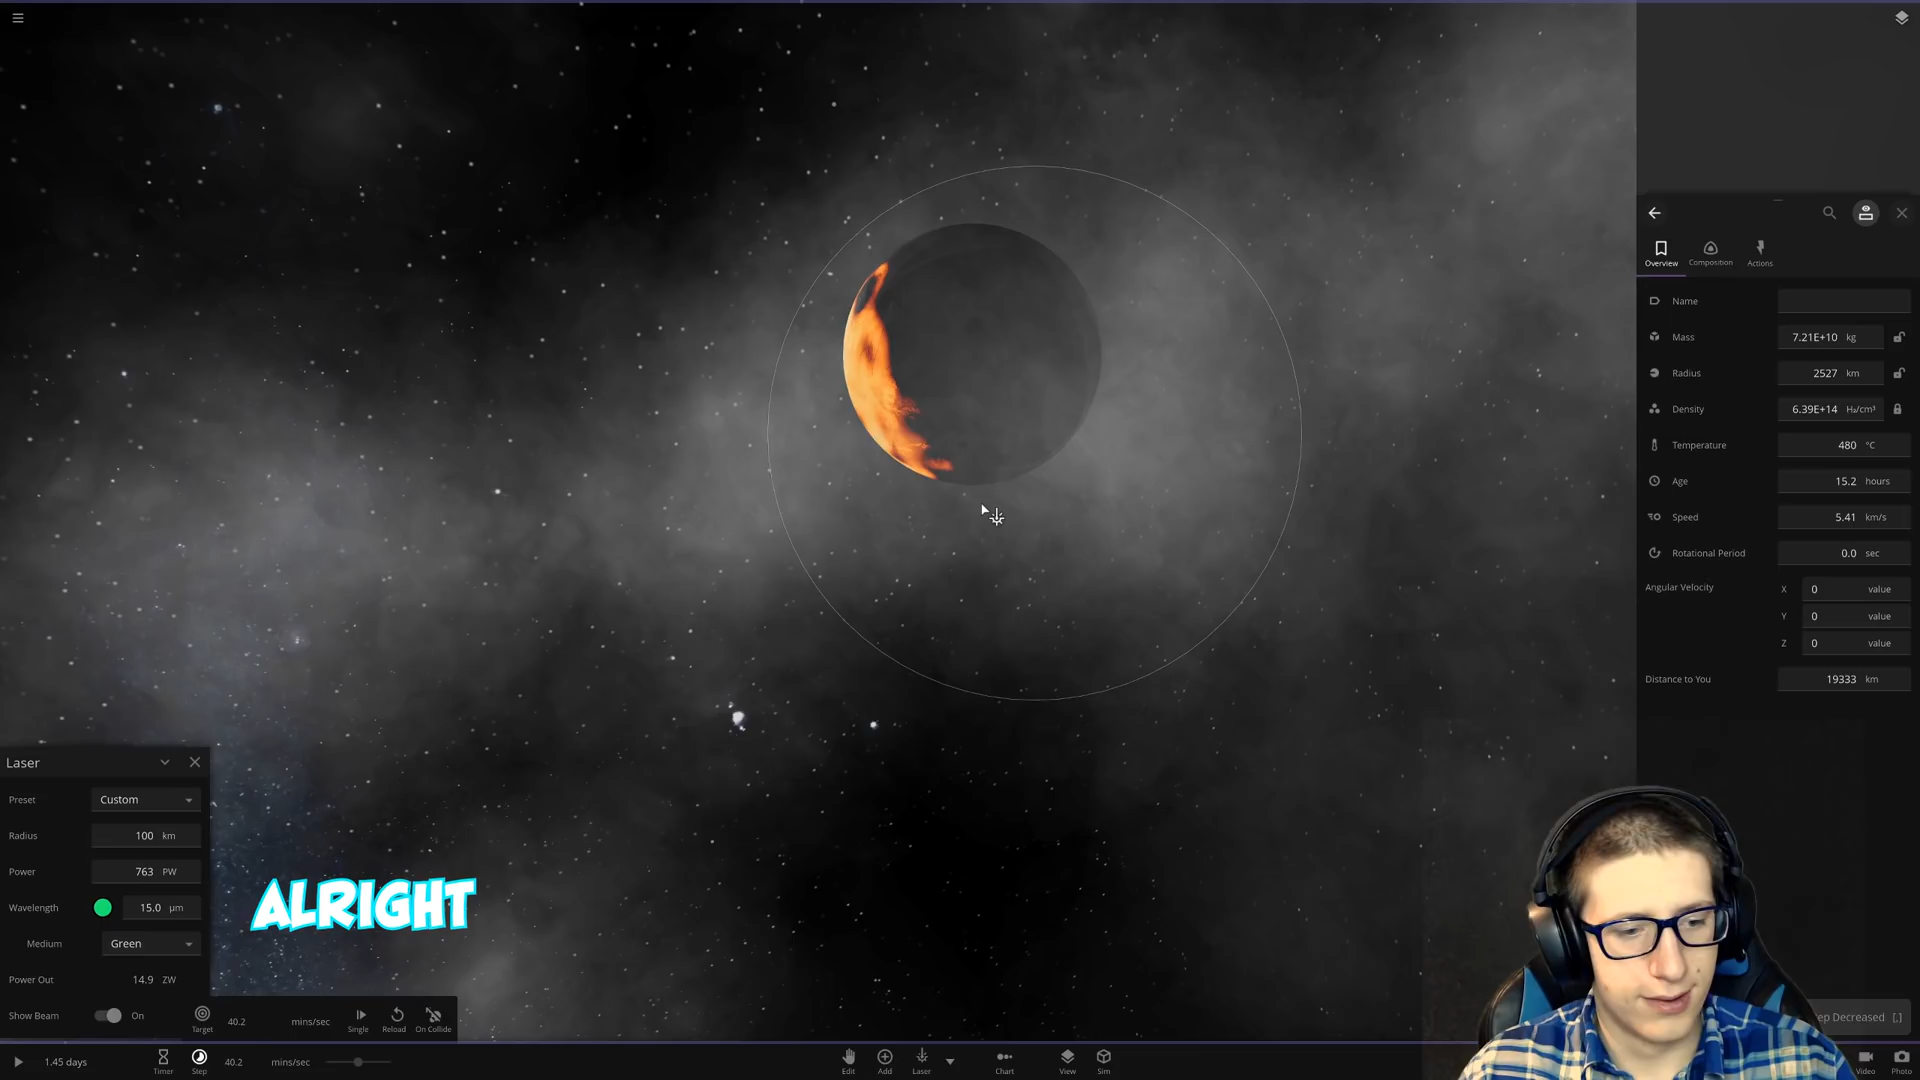 Overview
Composition
Actions
Name
Mass 7.21E+10 kg
Radius 2527 km
Density 6.39E+14 H₂/cm³
Temperature 480 °C
Age 15.2 hours
Speed 5.41 km/s
Rotational Period 0.0 sec
Angular Velocity X 0 value
Y 0 value
Z 0 value
Distance to You 19333 km
Laser
Preset Custom
Radius 100 km
Power 763 PW
Wavelength 15.0 µm
Medium Green
Power Out 14.9 ZW
Show Beam On
ALRIGHT
Target 40.2 mins/sec Single Reload On Collide
Decreased [,]
1.45 days Timer Step 40.2 mins/sec Edit Add Laser Chart View Sim Video Photo